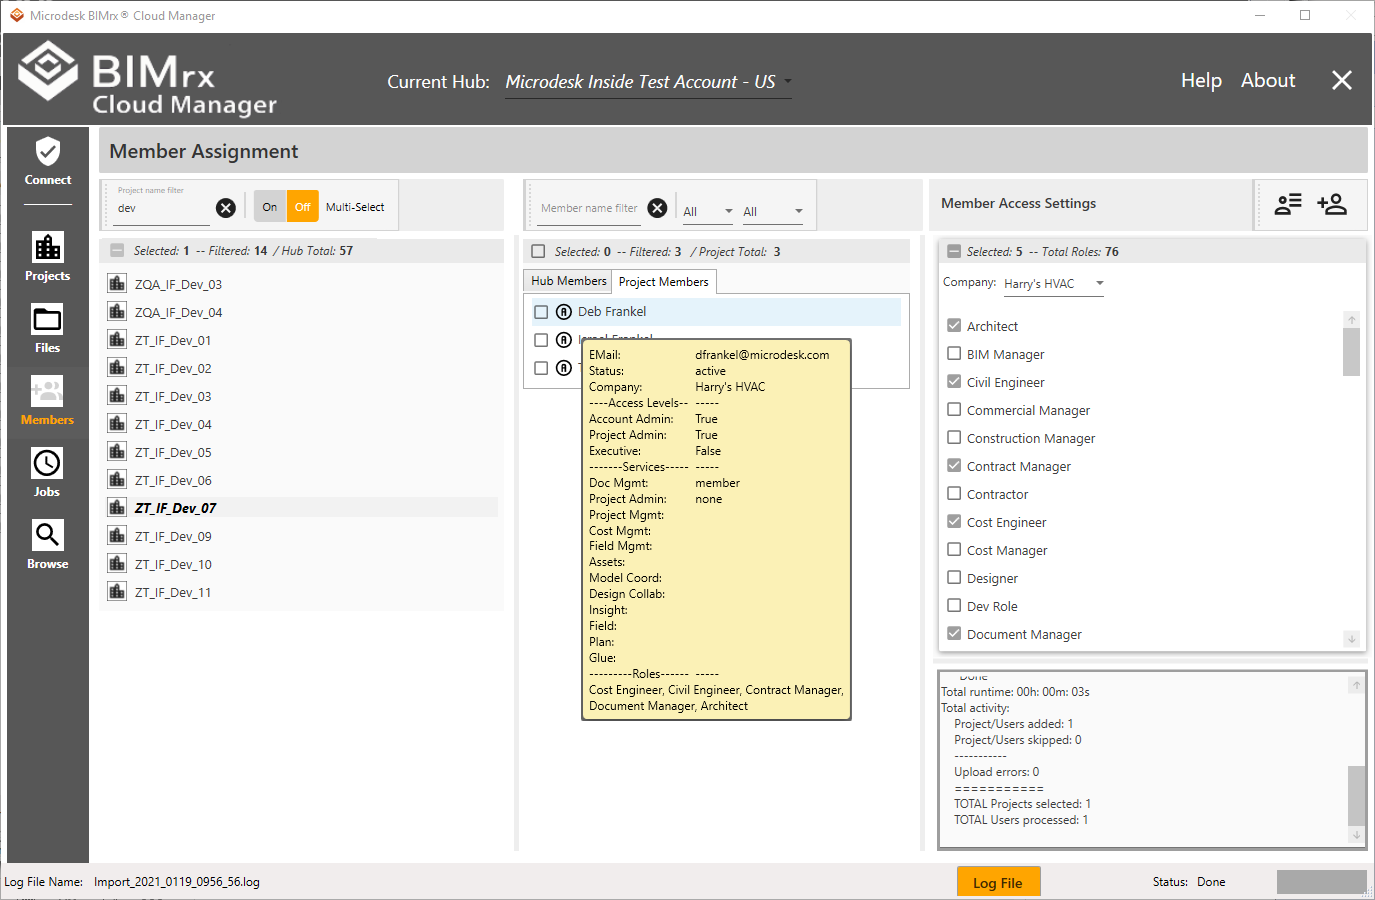 Microdesk BIMrx® Cloud Manager
BIMrx
Cloud Manager
Current Hub: Microdesk Inside Test Account - US
Help About
Connect
Projects
Files
Members
Jobs
Browse
Member Assignment
Project name filter
dev
On Off Multi-Select
Selected: 1 -- Filtered: 14 / Hub Total: 57
ZQA_IF_Dev_03
ZQA_IF_Dev_04
ZT_IF_Dev_01
ZT_IF_Dev_02
ZT_IF_Dev_03
ZT_IF_Dev_04
ZT_IF_Dev_05
ZT_IF_Dev_06
ZT_IF_Dev_07
ZT_IF_Dev_09
ZT_IF_Dev_10
ZT_IF_Dev_11
Member name filter All All
Selected: 0 -- Filtered: 3 / Project Total: 3
Hub Members Project Members
Deb Frankel
EMail: dfrankel@microdesk.com
Status: active
Company: Harry's HVAC
----Access Levels-- -----
Account Admin: True
Project Admin: True
Executive: False
-------Services----- -----
Doc Mgmt: member
Project Admin: none
Project Mgmt:
Cost Mgmt:
Field Mgmt:
Assets:
Model Coord:
Design Collab:
Insight:
Field:
Plan:
Glue:
---------Roles------ -----
Cost Engineer, Civil Engineer, Contract Manager,
Document Manager, Architect
Member Access Settings
Selected: 5 -- Total Roles: 76
Company: Harry's HVAC
Architect
BIM Manager
Civil Engineer
Commercial Manager
Construction Manager
Contract Manager
Contractor
Cost Engineer
Cost Manager
Designer
Dev Role
Document Manager
Done
Total runtime: 00h: 00m: 03s
Total activity:
Project/Users added: 1
Project/Users skipped: 0
-----------
Upload errors: 0
===========
TOTAL Projects selected: 1
TOTAL Users processed: 1
Log File Name: Import_2021_0119_0956_56.log
Log File
Status: Done